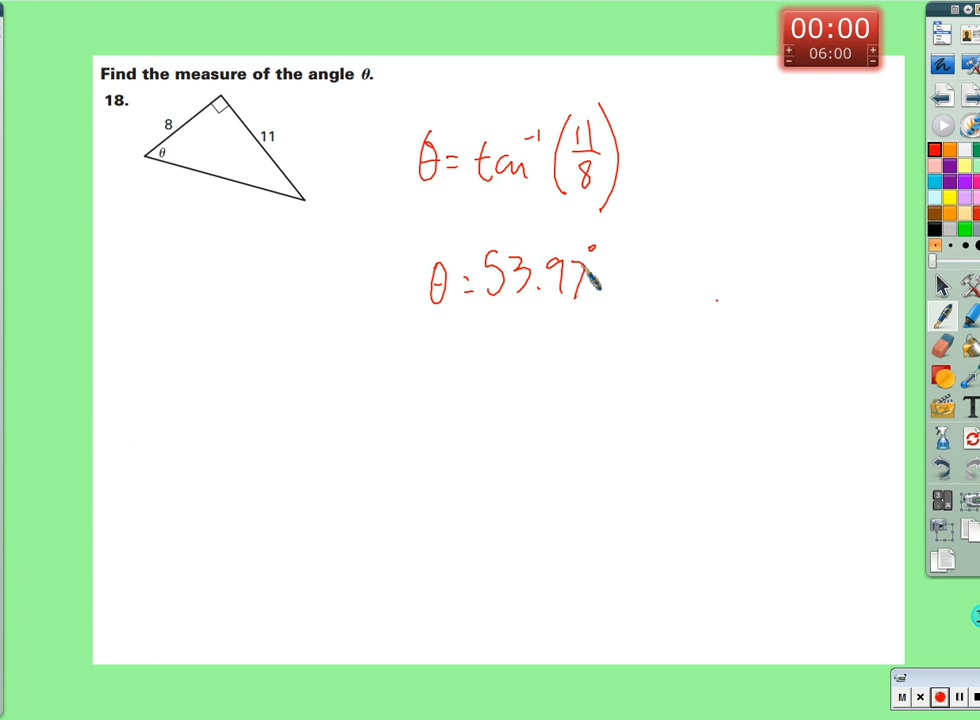 00:00
06:00
Find the measure of the angle θ.
18.
8
11
θ
θ = tan⁻¹ (11/8)
θ = 53.97°
T
M